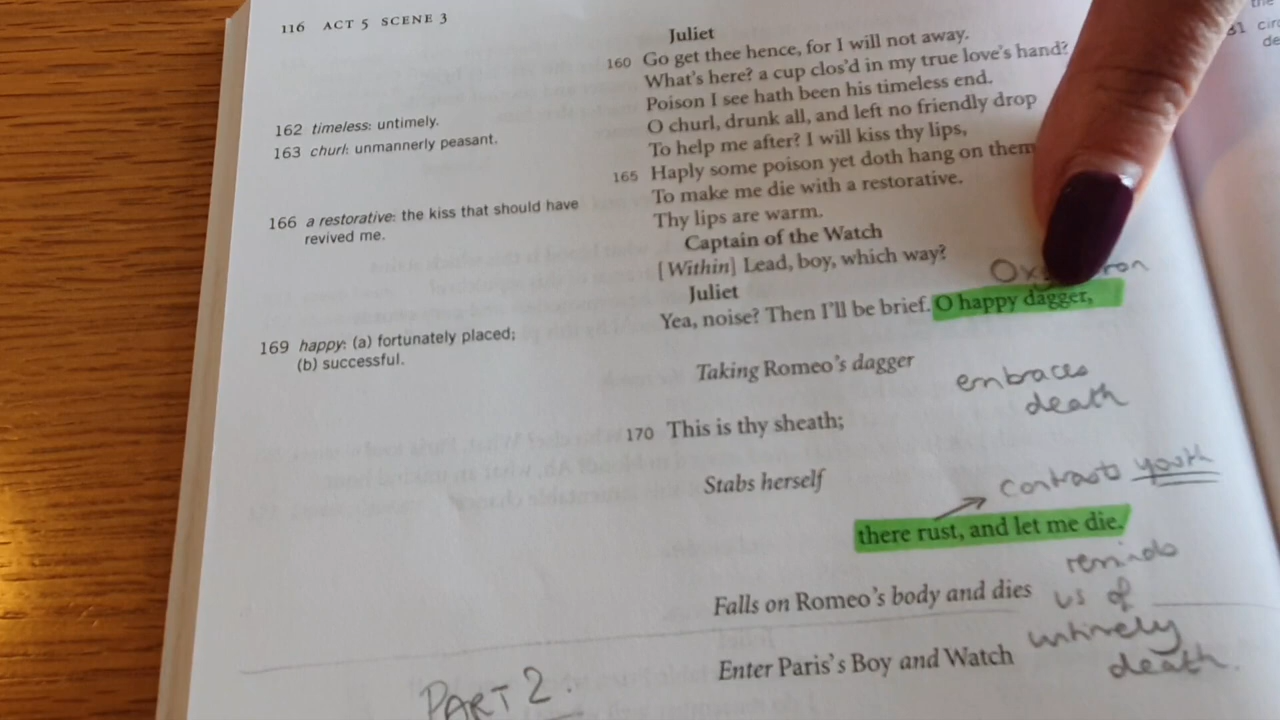 116 ACT 5 SCENE 3
Juliet
160 Go get thee hence, for I will not away.
What's here? a cup clos'd in my true love's hand?
Poison I see hath been his timeless end.
162 timeless: untimely.
O churl, drunk all, and left no friendly drop
163 churl: unmannerly peasant.
To help me after? I will kiss thy lips,
165 Haply some poison yet doth hang on them
To make me die with a restorative.
166 a restorative: the kiss that should have
revived me.
Thy lips are warm.
Captain of the Watch
[Within] Lead, boy, which way?
Juliet
Yea, noise? Then I'll be brief. O happy dagger,
169 happy: (a) fortunately placed;
(b) successful.
Taking Romeo's dagger
embraces
death
170 This is thy sheath;
Stabs herself
contrasts youth
there rust, and let me die.
reminds
us of
untimely
death.
Falls on Romeo's body and dies
Enter Paris's Boy and Watch
PART 2.